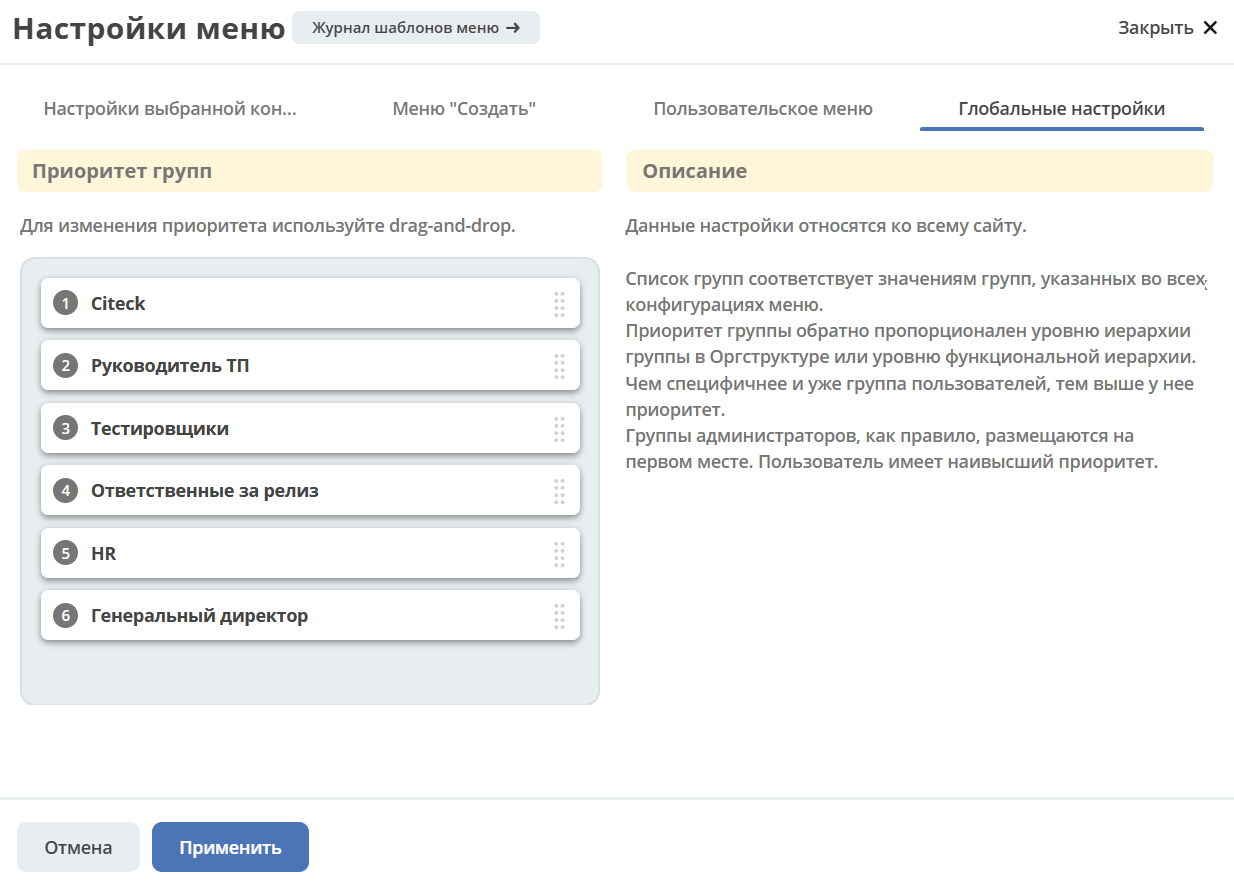 Настройки меню
Журнал шаблонов меню →
Закрыть ✕
Настройки выбранной кон...
Меню "Создать"
Пользовательское меню
Глобальные настройки
Приоритет групп
Для изменения приоритета используйте drag-and-drop.
1 Citeck
2 Руководитель ТП
3 Тестировщики
4 Ответственные за релиз
5 HR
6 Генеральный директор
Описание
Данные настройки относятся ко всему сайту.
Список групп соответствует значениям групп, указанных во всех
конфигурациях меню.
Приоритет группы обратно пропорционален уровню иерархии
группы в Оргструктуре или уровню функциональной иерархии.
Чем специфичнее и уже группа пользователей, тем выше у нее
приоритет.
Группы администраторов, как правило, размещаются на
первом месте. Пользователь имеет наивысший приоритет.
Отмена
Применить